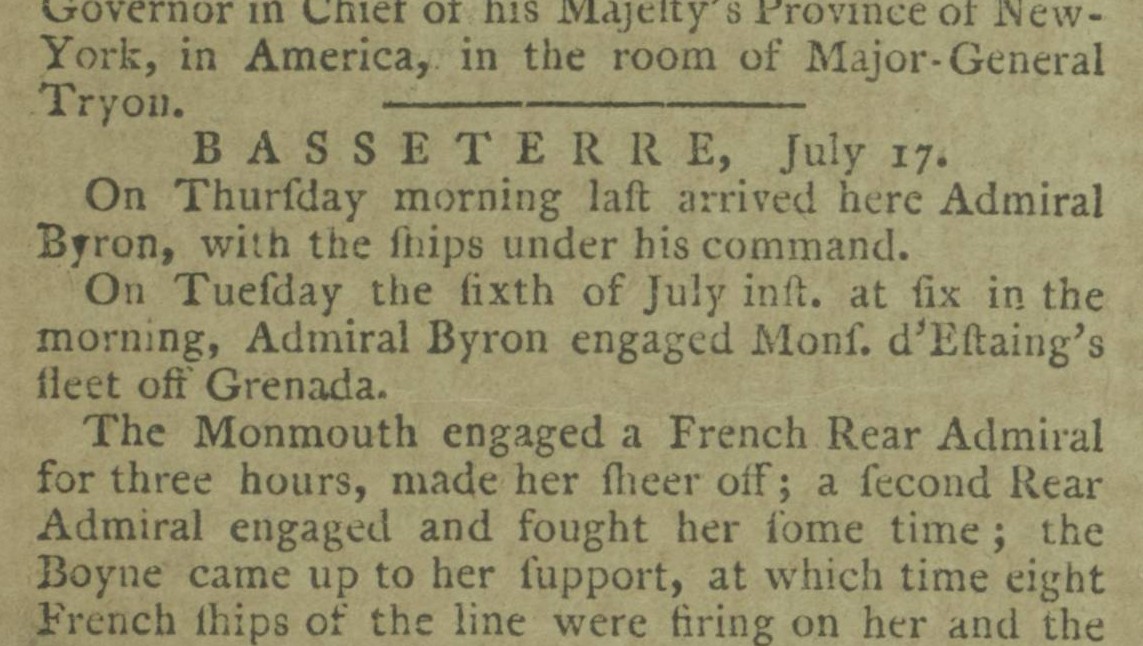 Governor in Chief of his Majeſty's Province of New-
York, in America, in the room of Major-General
Tryon.
BASSETERRE, July 17.
On Thurſday morning laſt arrived here Admiral
Byron, with the ſhips under his command.
On Tueſday the ſixth of July inſt. at ſix in the
morning, Admiral Byron engaged Monſ. d'Eſtaing's
fleet off Grenada.
The Monmouth engaged a French Rear Admiral
for three hours, made her ſheer off; a ſecond Rear
Admiral engaged and fought her ſome time; the
Boyne came up to her ſupport, at which time eight
French ſhips of the line were firing on her and the